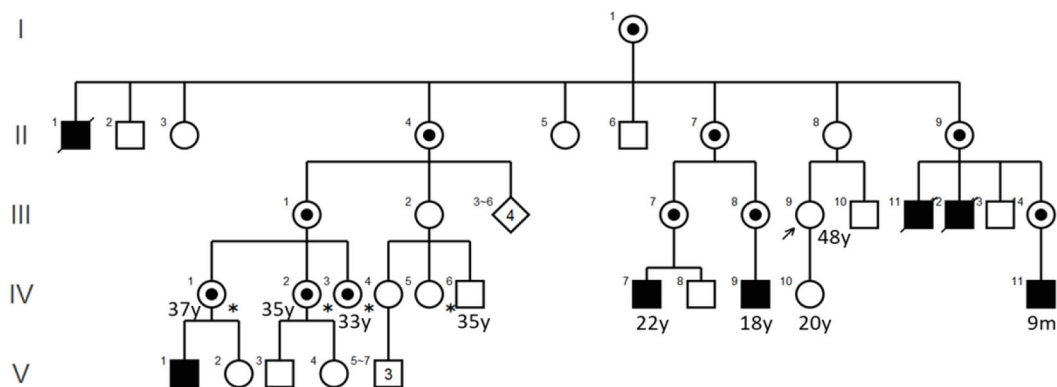 I
1
II
1 2 3 4 5 6 7 8 9
III
1 2 3~6 4 7 8 9 10 11 12 13 14
48y
IV
1 2 3 4 5 6 7 8 9 10 11
37y * 35y * 33y * * 35y 22y 18y 20y 9m
V
1 2 3 4 5~7 3